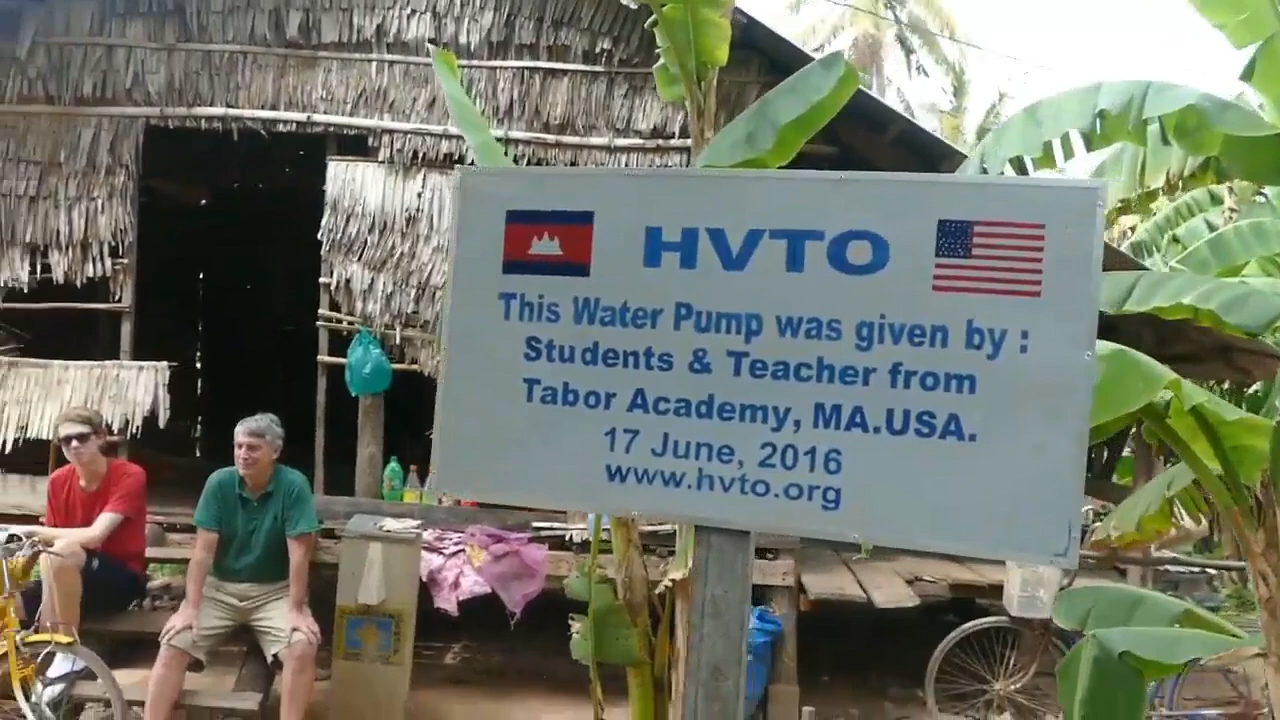 HVTO
This Water Pump was given by :
Students & Teacher from
Tabor Academy, MA.USA.
17 June, 2016
www.hvto.org